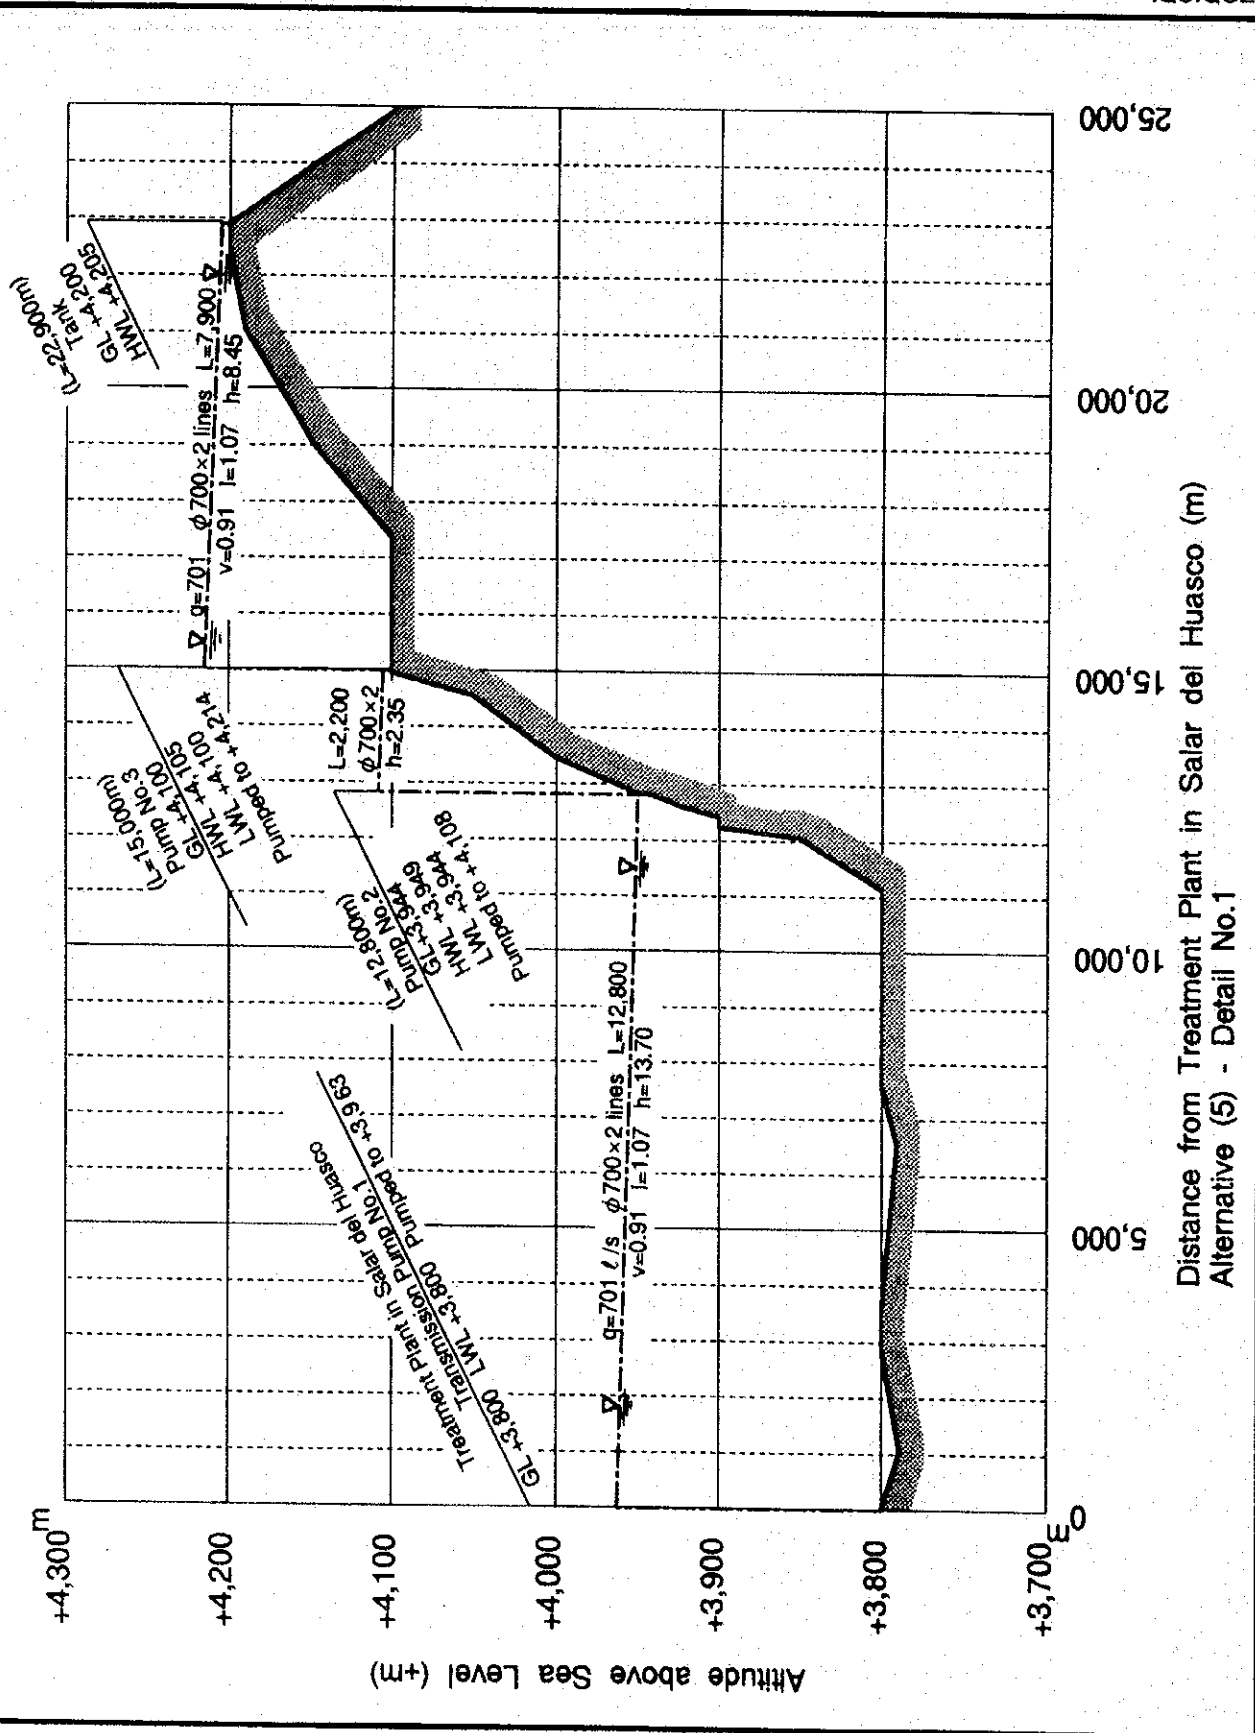 +4,300 m
+4,200
+4,100
+4,000
+3,900
+3,800
+3,700 m
Altitude above Sea Level (+m)
0
5,000
10,000
15,000
20,000
25,000
Treatment Plant in Salar del Huasco
Transmission Pump No.1
GL +3,800 LWL +3,800 Pumped to +3,963
q=701 ℓ/s φ700×2 lines L=12,800
v=0.91 I=1.07 h=13.70
(L=12,800m)
Pump No.2
GL+3,944
HWL +3,949
LWL +3,944
Pumped to +4,108
L=2,200
φ700×2
h=2.35
(L=15,000m)
Pump No.3
GL +4,100
HWL +4,105
LWL +4,100
Pumped to +4,214
q=701 φ700×2 lines L=7,900
v=0.91 I=1.07 h=8.45
(L=22,900m)
Tank
GL +4,200
HWL +4,205
Distance from Treatment Plant in Salar del Huasco (m)
Alternative (5) - Detail No.1